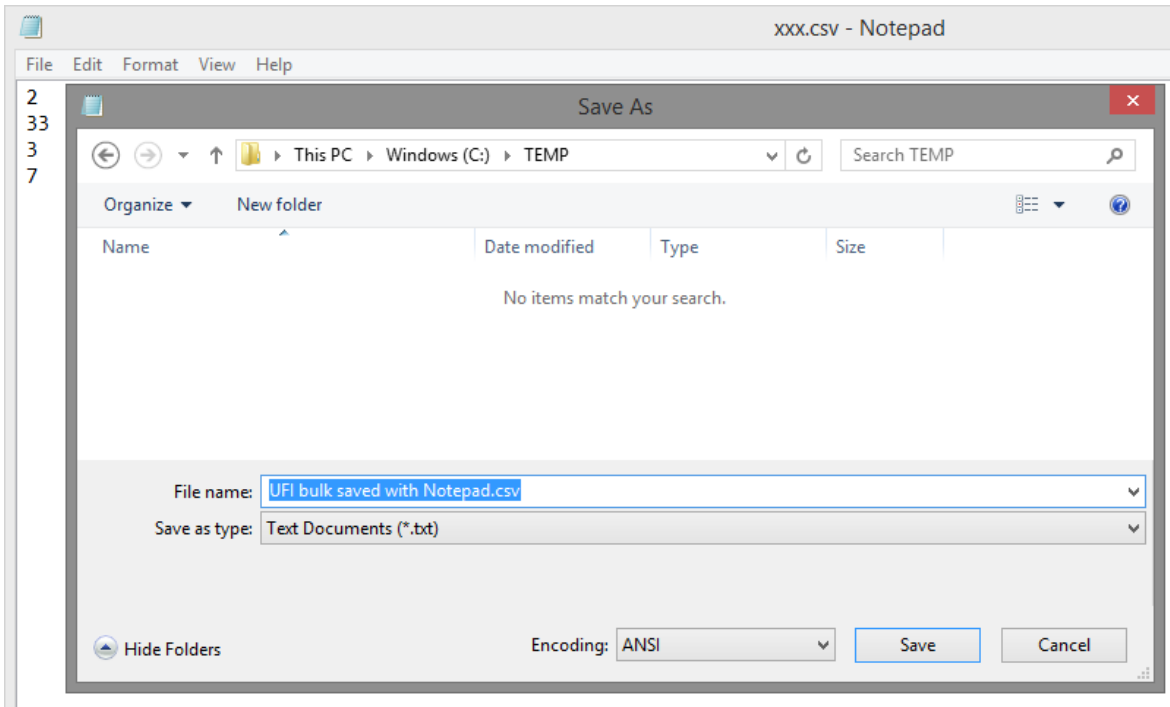 xxx.csv - Notepad
File Edit Format View Help
2
33
3
7
Save As
This PC Windows (C:) TEMP Search TEMP
Organize New folder
Name Date modified Type Size
No items match your search.
File name: UFI bulk saved with Notepad.csv
Save as type: Text Documents (*.txt)
Hide Folders Encoding: ANSI Save Cancel